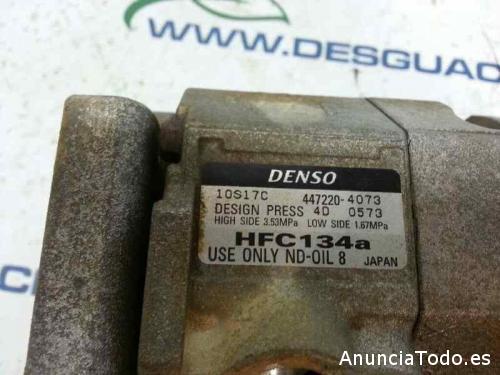 WWW.DESGUAC
DENSO
10S17C 447220-4073
DESIGN PRESS 4D 0573
HIGH SIDE 3.53MPa LOW SIDE 1.67MPa
HFC134a
USE ONLY ND-OIL 8 JAPAN
AnunciaTodo.es